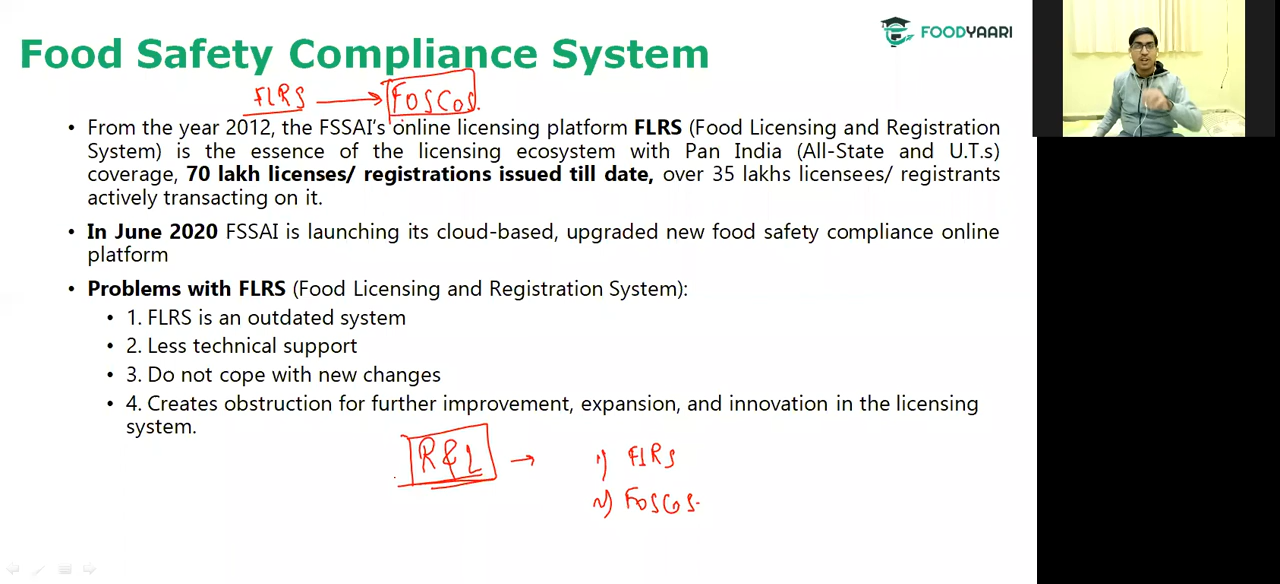 FOODYAARI
Food Safety Compliance System
FLRS → FOSCOS.
• From the year 2012, the FSSAI's online licensing platform FLRS (Food Licensing and Registration
System) is the essence of the licensing ecosystem with Pan India (All-State and U.T.s)
coverage, 70 lakh licenses/ registrations issued till date, over 35 lakhs licensees/ registrants
actively transacting on it.
• In June 2020 FSSAI is launching its cloud-based, upgraded new food safety compliance online
platform
• Problems with FLRS (Food Licensing and Registration System):
• 1. FLRS is an outdated system
• 2. Less technical support
• 3. Do not cope with new changes
• 4. Creates obstruction for further improvement, expansion, and innovation in the licensing
system.
R&L → 1) FLRS
2) FOSCOS.